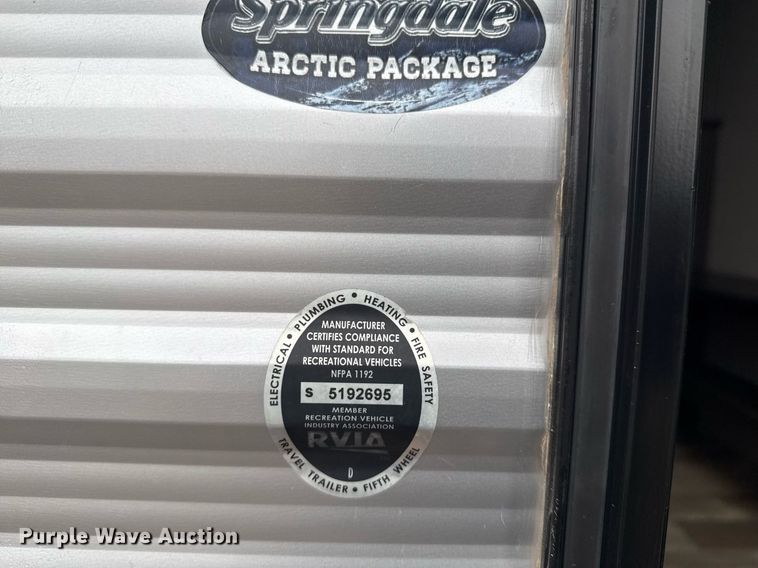 Springdale
ARCTIC PACKAGE
ELECTRICAL • PLUMBING • HEATING • FIRE SAFETY
MANUFACTURER
CERTIFIES COMPLIANCE
WITH STANDARD FOR
RECREATIONAL VEHICLES
NFPA 1192
S 5192695
MEMBER
RECREATION VEHICLE
INDUSTRY ASSOCIATION
RVIA
D
TRAVEL TRAILER • FIFTH WHEEL
Purple Wave Auction